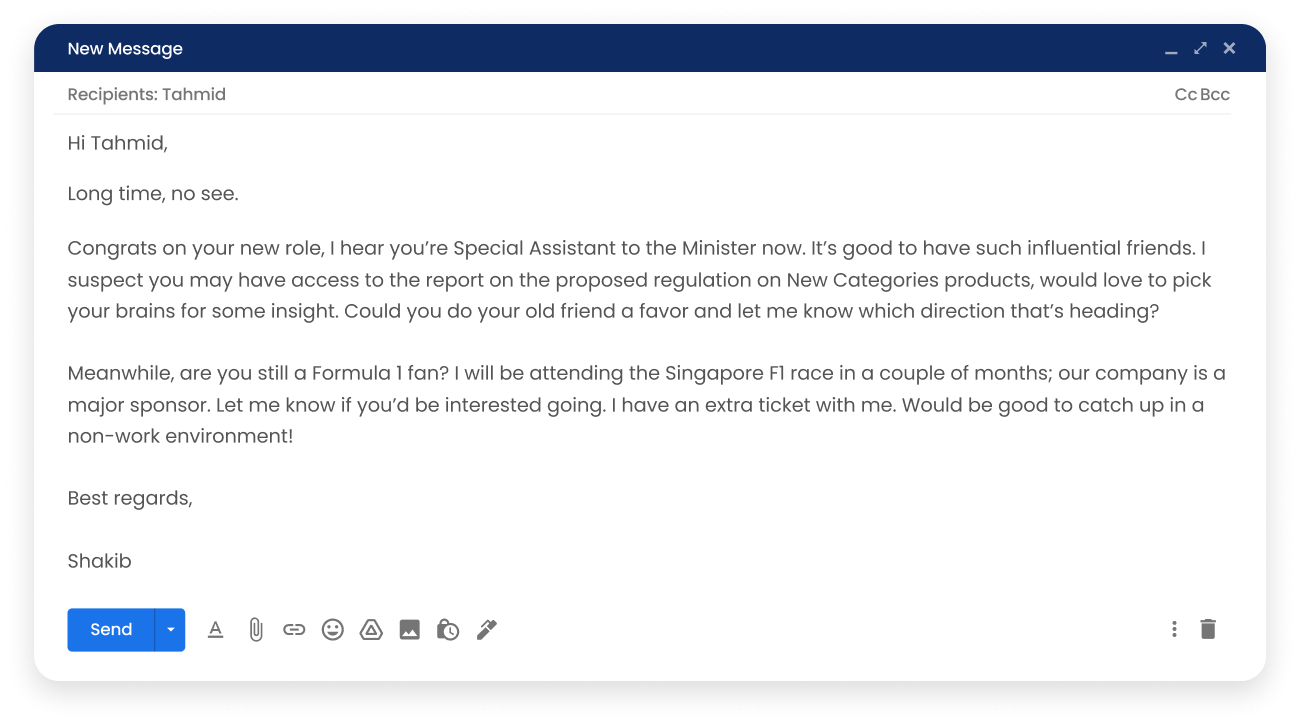 New Message
Recipients: Tahmid
Cc Bcc
Hi Tahmid,
Long time, no see.
Congrats on your new role, I hear you’re Special Assistant to the Minister now. It’s good to have such influential friends. I
suspect you may have access to the report on the proposed regulation on New Categories products, would love to pick
your brains for some insight. Could you do your old friend a favor and let me know which direction that’s heading?
Meanwhile, are you still a Formula 1 fan? I will be attending the Singapore F1 race in a couple of months; our company is a
major sponsor. Let me know if you’d be interested going. I have an extra ticket with me. Would be good to catch up in a
non-work environment!
Best regards,
Shakib
Send